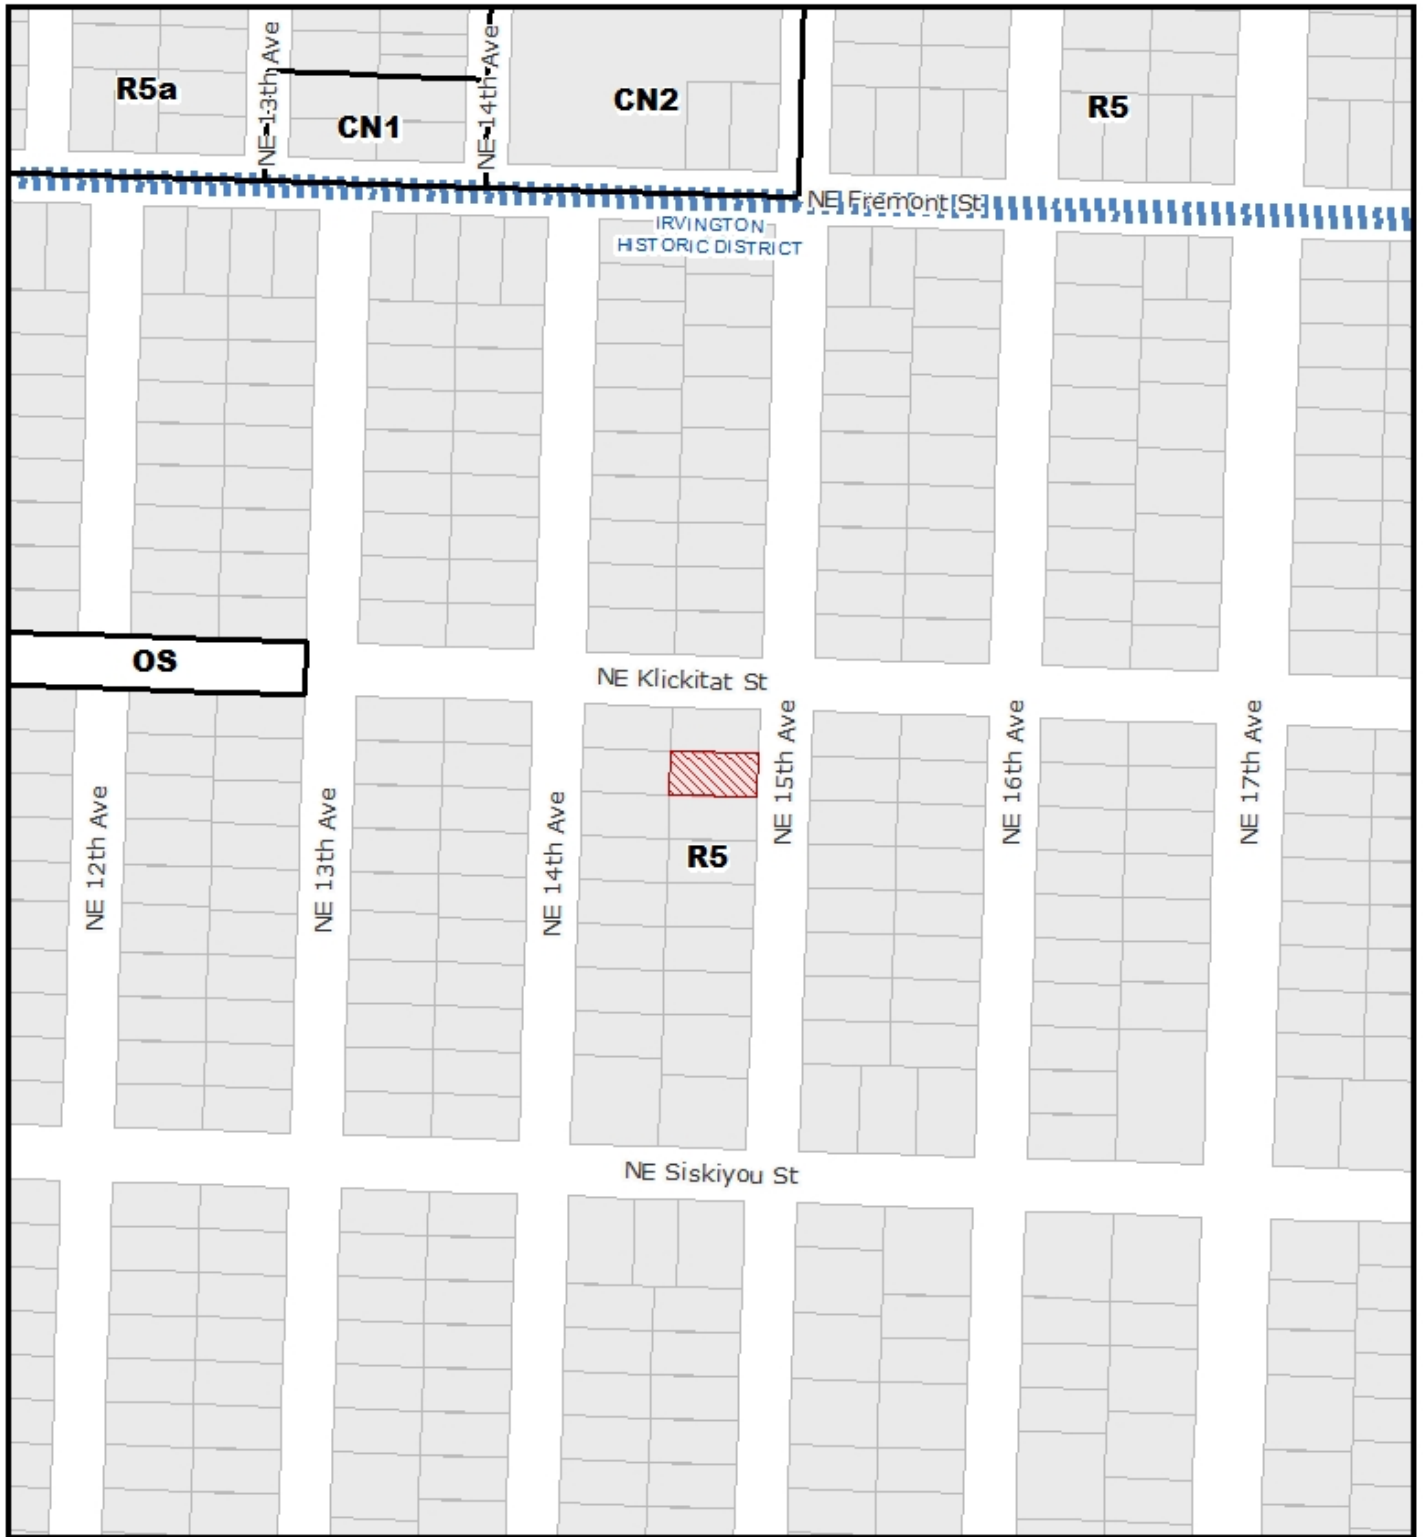 NE 13th Ave
NE 14th Ave
R5a
CN2
R5
CN1
NE Fremont St
IRVINGTON
HISTORIC DISTRICT
OS
NE Klickitat St
NE 12th Ave
NE 13th Ave
NE 14th Ave
NE 15th Ave
NE 16th Ave
NE 17th Ave
R5
NE Siskiyou St